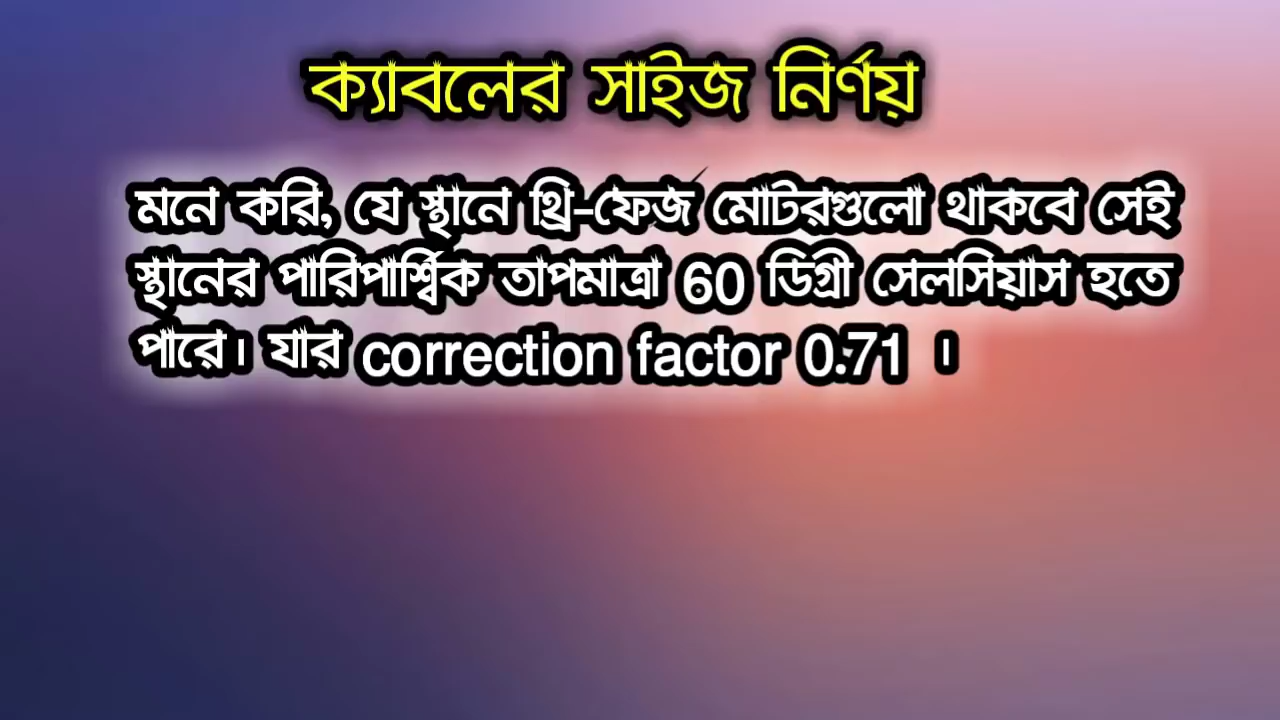 ক্যাবলের সাইজ নির্ণয়
মনে করি, যে স্থানে থ্রি-ফেজ মোটরগুলো থাকবে সেই
স্থানের পারিপার্শ্বিক তাপমাত্রা 60 ডিগ্রী সেলসিয়াস হতে
পারে। যার correction factor 0.71 ।